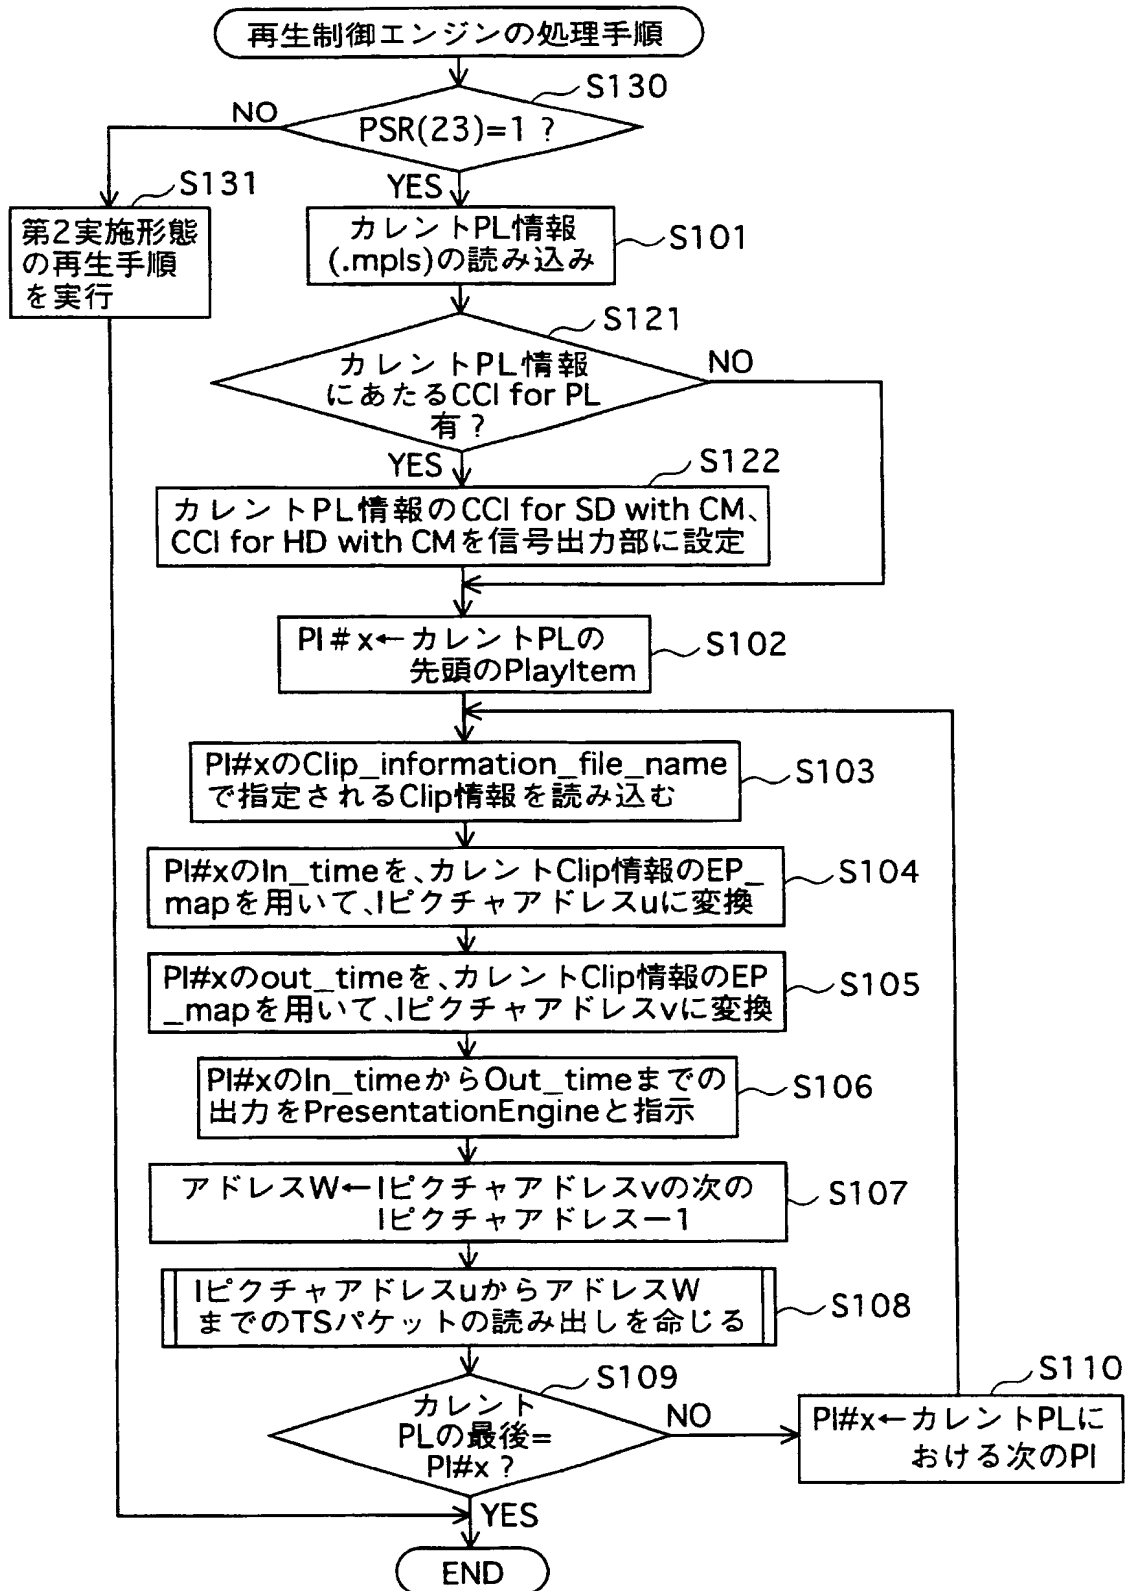 再生制御エンジンの処理手順
S130
NO
PSR(23)=1 ?
YES
S131
第2実施形態
の再生手順
を実行
カレントPL情報
(.mpls)の読み込み
S101
S121
カレントPL情報
にあたるCCI for PL
有?
NO
YES
S122
カレントPL情報のCCI for SD with CM、
CCI for HD with CMを信号出力部に設定
PI#x←カレントPLの
先頭のPlayItem
S102
PI#xのClip_information_file_name
で指定されるClip情報を読み込む
S103
PI#xのIn_timeを、カレントClip情報のEP_
mapを用いて、Iピクチャアドレスuに変換
S104
PI#xのout_timeを、カレントClip情報のEP
_mapを用いて、Iピクチャアドレスvに変換
S105
PI#xのIn_timeからOut_timeまでの
出力をPresentationEngineと指示
S106
アドレスW←Iピクチャアドレスvの次の
Iピクチャアドレスー1
S107
IピクチャアドレスuからアドレスW
までのTSパケットの読み出しを命じる
S108
S109
カレント
PLの最後=
PI#x?
NO
S110
PI#x←カレントPLに
おける次のPI
YES
END